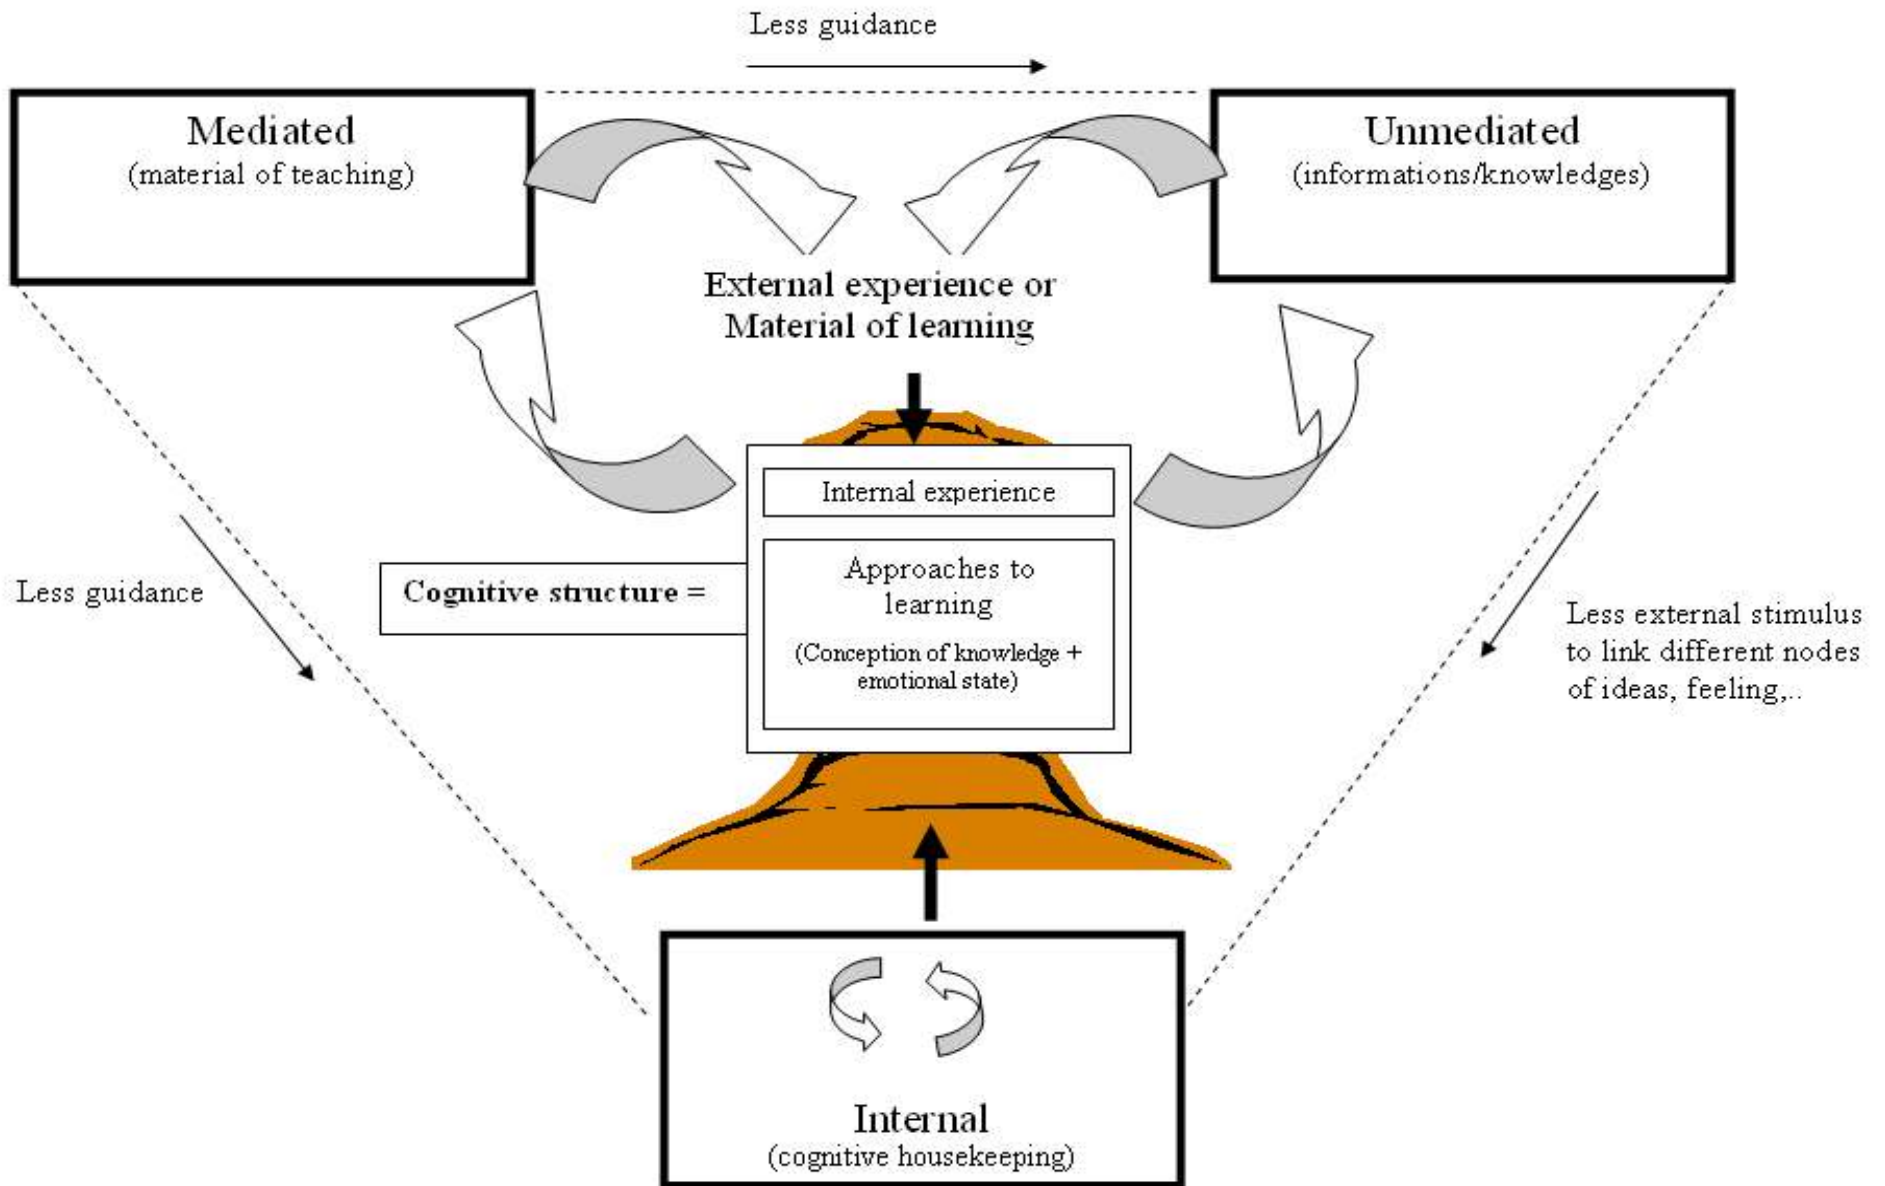 Less guidance
Mediated
(material of teaching)
Unmediated
(informations/knowledges)
External experience or
Material of learning
Internal experience
Cognitive structure =
Approaches to
learning
(Conception of knowledge +
emotional state)
Less guidance
Less external stimulus
to link different nodes
of ideas, feeling,..
Internal
(cognitive housekeeping)